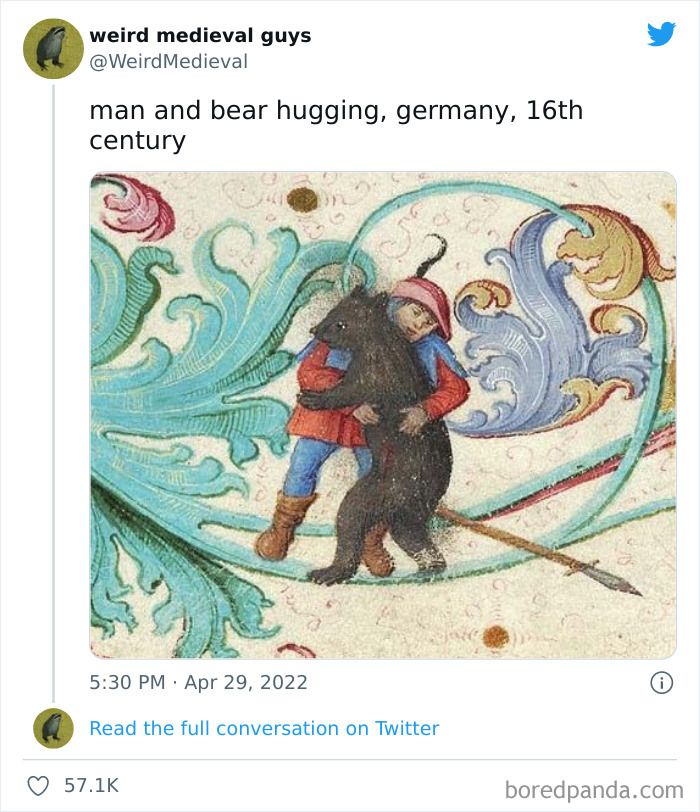 weird medieval guys
@WeirdMedieval
man and bear hugging, germany, 16th
century
5:30 PM · Apr 29, 2022
Read the full conversation on Twitter
57.1K
boredpanda.com